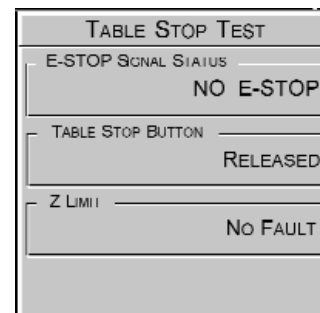 TABLE STOP TEST
E-STOP SIGNAL STATUS
NO E-STOP
TABLE STOP BUTTON
RELEASED
Z LIMIT
NO FAULT